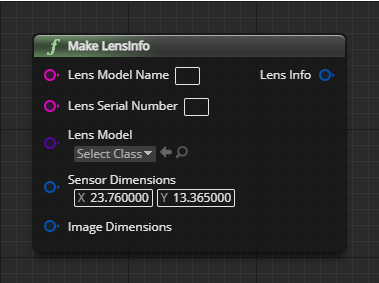 f Make LensInfo
Lens Model Name Lens Info
Lens Serial Number
Lens Model
Select Class
Sensor Dimensions
X 23.760000 Y 13.365000
Image Dimensions